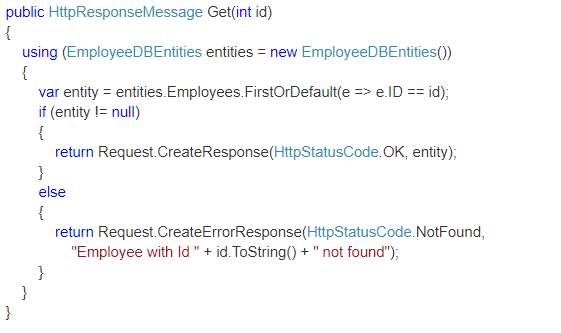 public HttpResponseMessage Get(int id)
{
    using (EmployeeDBEntities entities = new EmployeeDBEntities())
    {
        var entity = entities.Employees.FirstOrDefault(e => e.ID == id);
        if (entity != null)
        {
            return Request.CreateResponse(HttpStatusCode.OK, entity);
        }
        else
        {
            return Request.CreateErrorResponse(HttpStatusCode.NotFound,
                "Employee with Id " + id.ToString() + " not found");
        }
    }
}